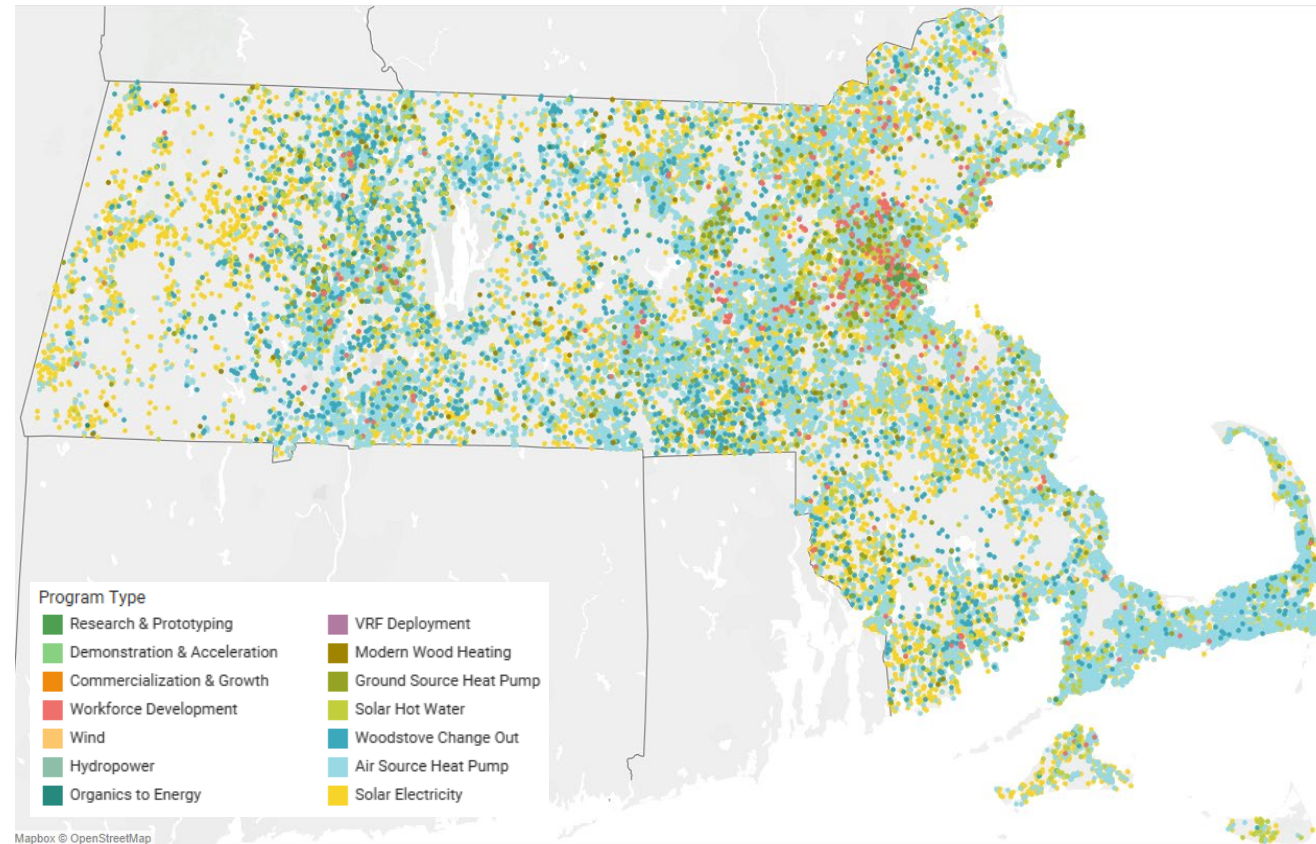 Program Type
Research & Prototyping
Demonstration & Acceleration
Commercialization & Growth
Workforce Development
Wind
Hydropower
Organics to Energy
VRF Deployment
Modern Wood Heating
Ground Source Heat Pump
Solar Hot Water
Woodstove Change Out
Air Source Heat Pump
Solar Electricity
Mapbox © OpenStreetMap